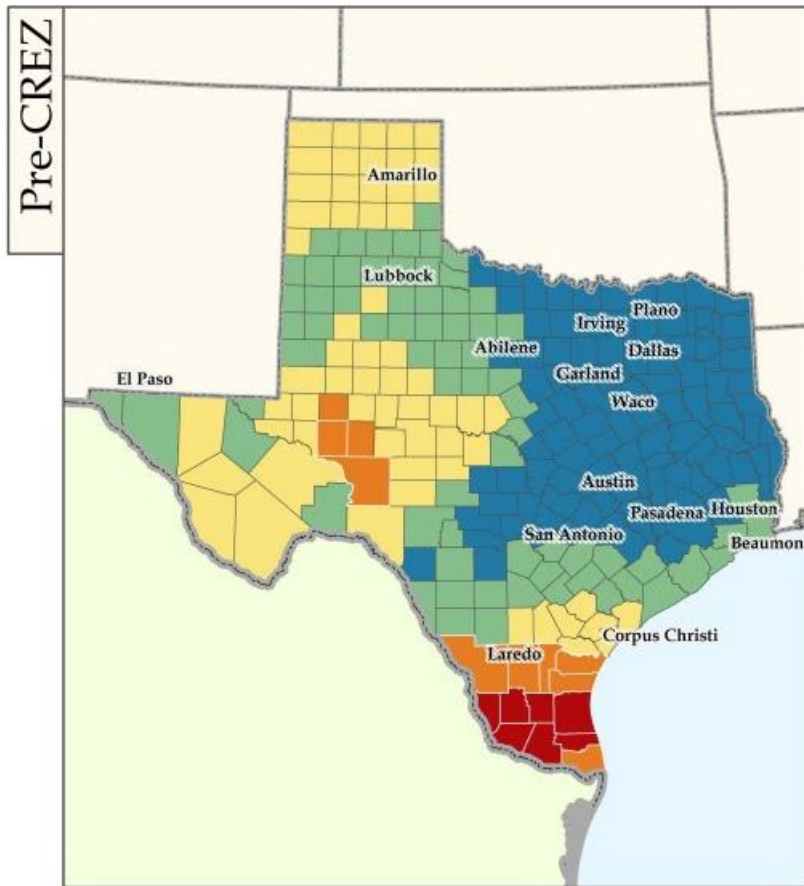 Pre-CREZ
Amarillo
Lubbock
Plano
Irving
Abilene
Dallas
El Paso
Garland
Waco
Austin
Pasadena
Houston
San Antonio
Beaumon
Corpus Christi
Laredo